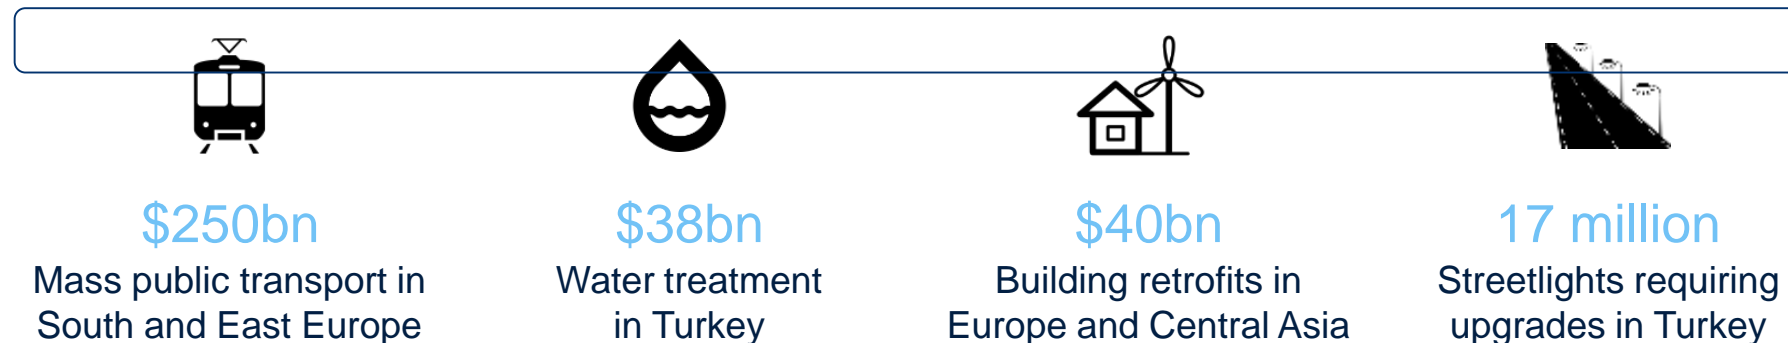 $250bn
Mass public transport in
South and East Europe
$38bn
Water treatment
in Turkey
$40bn
Building retrofits in
Europe and Central Asia
17 million
Streetlights requiring
upgrades in Turkey